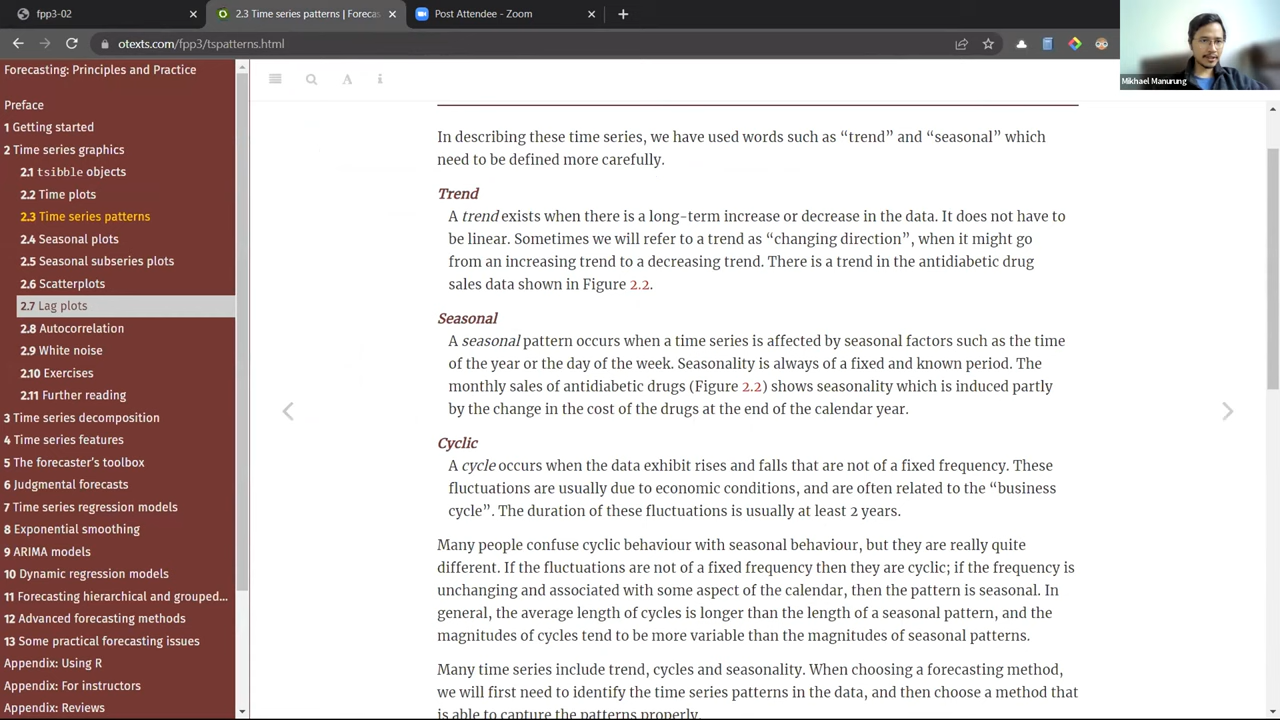 fpp3-02
2.3 Time series patterns | Forecas
Post Attendee - Zoom
otexts.com/fpp3/tspatterns.html
Mikhael Manurung
Forecasting: Principles and Practice
Preface
1 Getting started
2 Time series graphics
2.1 tsibble objects
2.2 Time plots
2.3 Time series patterns
2.4 Seasonal plots
2.5 Seasonal subseries plots
2.6 Scatterplots
2.7 Lag plots
2.8 Autocorrelation
2.9 White noise
2.10 Exercises
2.11 Further reading
3 Time series decomposition
4 Time series features
5 The forecaster's toolbox
6 Judgmental forecasts
7 Time series regression models
8 Exponential smoothing
9 ARIMA models
10 Dynamic regression models
11 Forecasting hierarchical and grouped...
12 Advanced forecasting methods
13 Some practical forecasting issues
Appendix: Using R
Appendix: For instructors
Appendix: Reviews
In describing these time series, we have used words such as “trend” and “seasonal” which
need to be defined more carefully.
Trend
A trend exists when there is a long-term increase or decrease in the data. It does not have to
be linear. Sometimes we will refer to a trend as “changing direction”, when it might go
from an increasing trend to a decreasing trend. There is a trend in the antidiabetic drug
sales data shown in Figure 2.2.
Seasonal
A seasonal pattern occurs when a time series is affected by seasonal factors such as the time
of the year or the day of the week. Seasonality is always of a fixed and known period. The
monthly sales of antidiabetic drugs (Figure 2.2) shows seasonality which is induced partly
by the change in the cost of the drugs at the end of the calendar year.
Cyclic
A cycle occurs when the data exhibit rises and falls that are not of a fixed frequency. These
fluctuations are usually due to economic conditions, and are often related to the “business
cycle”. The duration of these fluctuations is usually at least 2 years.
Many people confuse cyclic behaviour with seasonal behaviour, but they are really quite
different. If the fluctuations are not of a fixed frequency then they are cyclic; if the frequency is
unchanging and associated with some aspect of the calendar, then the pattern is seasonal. In
general, the average length of cycles is longer than the length of a seasonal pattern, and the
magnitudes of cycles tend to be more variable than the magnitudes of seasonal patterns.
Many time series include trend, cycles and seasonality. When choosing a forecasting method,
we will first need to identify the time series patterns in the data, and then choose a method that
is able to capture the patterns properly.